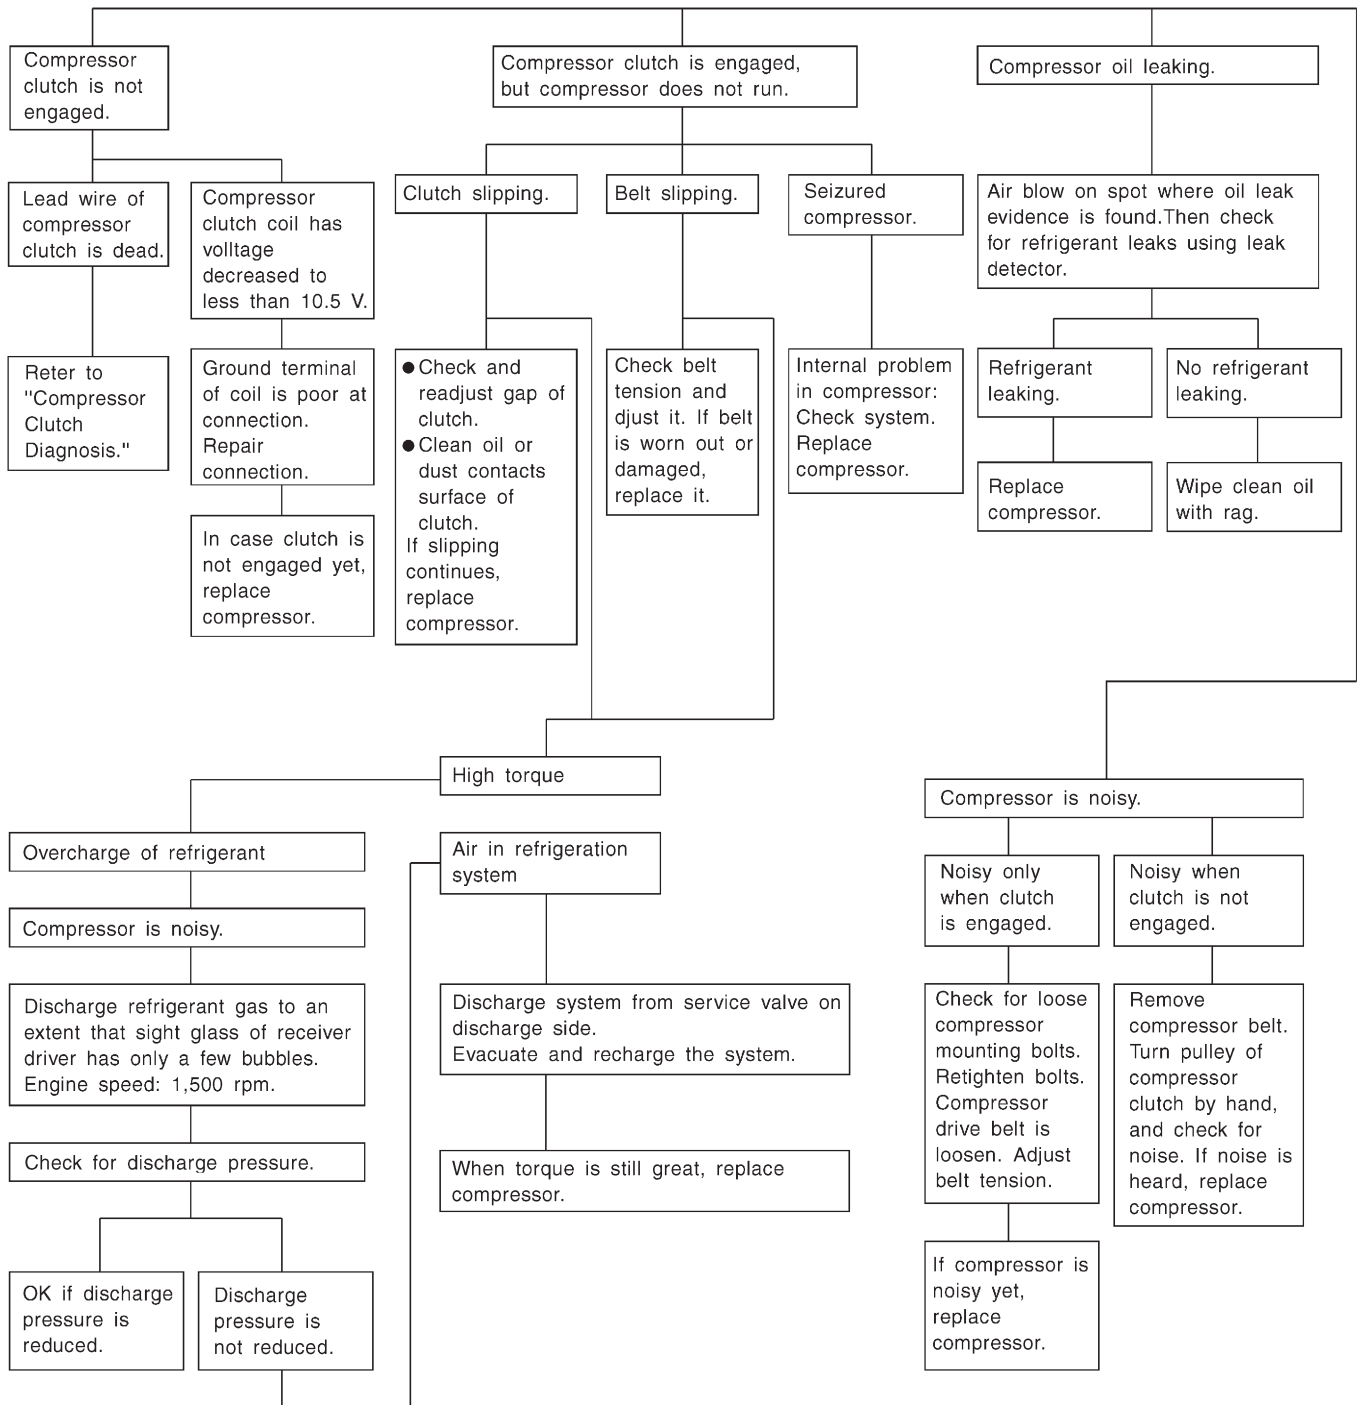 Compressor
clutch is not
engaged.
Compressor clutch is engaged,
but compressor does not run.
Compressor oil leaking.
Lead wire of
compressor
clutch is dead.
Compressor
clutch coil has
volltage
decreased to
less than 10.5 V.
Clutch slipping.
Belt slipping.
Seizured
compressor.
Air blow on spot where oil leak
evidence is found.Then check
for refrigerant leaks using leak
detector.
Reter to
"Compressor
Clutch
Diagnosis."
Ground terminal
of coil is poor at
connection.
Repair
connection.
● Check and
readjust gap of
clutch.
● Clean oil or
dust contacts
surface of
clutch.
If slipping
continues,
replace
compressor.
Check belt
tension and
djust it. If belt
is worn out or
damaged,
replace it.
Internal problem
in compressor:
Check system.
Replace
compressor.
Refrigerant
leaking.
No refrigerant
leaking.
Replace
compressor.
Wipe clean oil
with rag.
In case clutch is
not engaged yet,
replace
compressor.
High torque
Compressor is noisy.
Overcharge of refrigerant
Air in refrigeration
system
Noisy only
when clutch
is engaged.
Noisy when
clutch is not
engaged.
Compressor is noisy.
Discharge refrigerant gas to an
extent that sight glass of receiver
driver has only a few bubbles.
Engine speed: 1,500 rpm.
Discharge system from service valve on
discharge side.
Evacuate and recharge the system.
Check for loose
compressor
mounting bolts.
Retighten bolts.
Compressor
drive belt is
loosen. Adjust
belt tension.
Remove
compressor belt.
Turn pulley of
compressor
clutch by hand,
and check for
noise. If noise is
heard, replace
compressor.
Check for discharge pressure.
When torque is still great, replace
compressor.
OK if discharge
pressure is
reduced.
Discharge
pressure is
not reduced.
If compressor is
noisy yet,
replace
compressor.